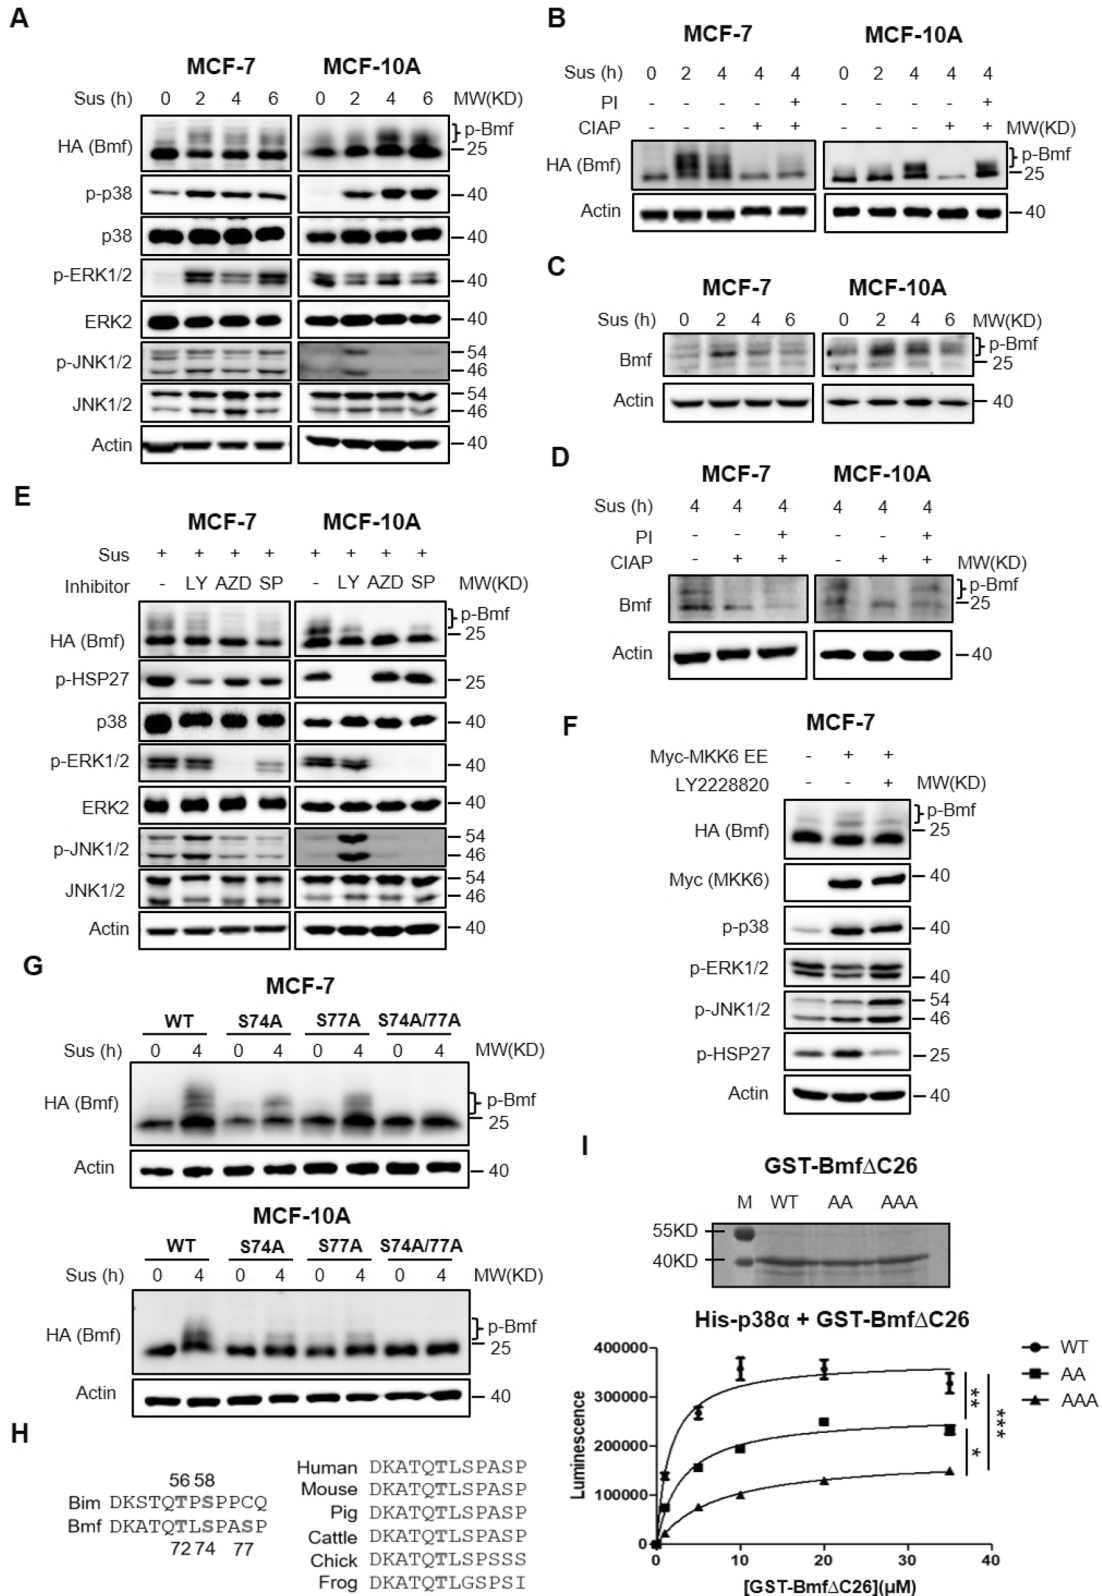 A
MCF-7 MCF-10A
Sus (h) 0 2 4 6 0 2 4 6 MW(KD)
HA (Bmf) p-Bmf
25
p-p38 40
p38 40
p-ERK1/2 40
ERK2 40
p-JNK1/2 54
46
JNK1/2 54
46
Actin 40
B
MCF-7 MCF-10A
Sus (h) 0 2 4 4 4 0 2 4 4 4
PI - - - - + - - - - +
CIAP - - - + + - - - + + MW(KD)
HA (Bmf) p-Bmf
25
Actin 40
C
MCF-7 MCF-10A
Sus (h) 0 2 4 6 0 2 4 6 MW(KD)
Bmf p-Bmf
25
Actin 40
D
MCF-7 MCF-10A
Sus (h) 4 4 4 4 4 4
PI - - + - - +
CIAP - + + - + + MW(KD)
Bmf p-Bmf
25
Actin 40
E
MCF-7 MCF-10A
Sus + + + + + + + +
Inhibitor - LY AZD SP - LY AZD SP MW(KD)
HA (Bmf) p-Bmf
25
p-HSP27 25
p38 40
p-ERK1/2 40
ERK2 40
p-JNK1/2 54
46
JNK1/2 54
46
Actin 40
F
MCF-7
Myc-MKK6 EE - + +
LY2228820 - - + MW(KD)
HA (Bmf) p-Bmf
25
Myc (MKK6) 40
p-p38 40
p-ERK1/2 40
p-JNK1/2 54
46
p-HSP27 25
Actin 40
G
MCF-7
WT S74A S77A S74A/77A
Sus (h) 0 4 0 4 0 4 0 4 MW(KD)
HA (Bmf) p-Bmf
25
Actin 40
MCF-10A
WT S74A S77A S74A/77A
Sus (h) 0 4 0 4 0 4 0 4 MW(KD)
HA (Bmf) p-Bmf
25
Actin 40
H
56 58
Bim DKSTQTPSPPCQ
Bmf DKATQTLSPASP
72 74 77
Human DKATQTLSPASP
Mouse DKATQTLSPASP
Pig DKATQTLSPASP
Cattle DKATQTLSPASP
Chick DKATQTLSPSSS
Frog DKATQTLGSPSI
I
GST-Bmf∆C26
M WT AA AAA
55KD
40KD
His-p38α + GST-Bmf∆C26
400000
300000
200000
100000
0
Luminescence
0 10 20 30 40
[GST-Bmf∆C26](µM)
WT
AA
AAA
**
***
*